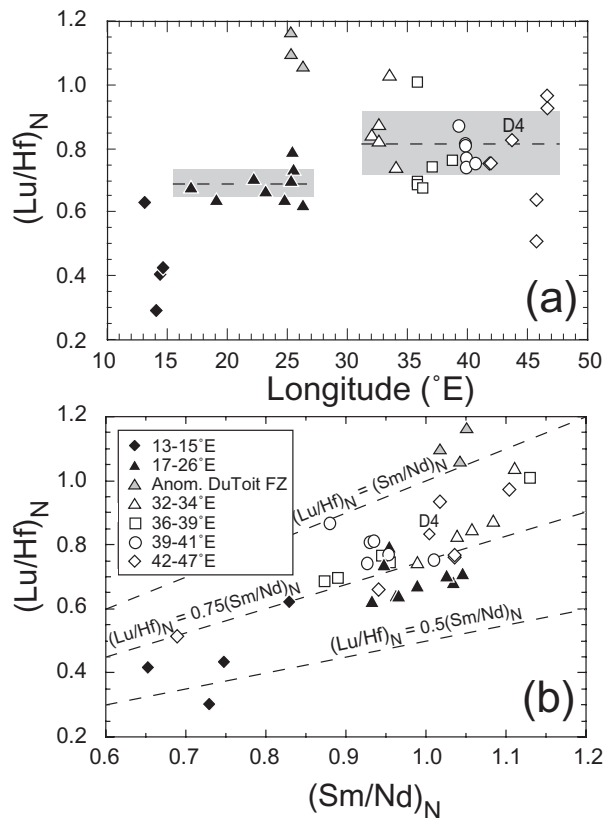 1.2
1.0
0.8
0.6
0.4
0.2
(Lu/Hf)N
D4
(a)
10 15 20 25 30 35 40 45 50
Longitude (˚E)
1.2
1.0
0.8
0.6
0.4
0.2
(Lu/Hf)N
13-15˚E
17-26˚E
Anom. DuToit FZ
32-34˚E
36-39˚E
39-41˚E
42-47˚E
(Lu/Hf)N = (Sm/Nd)N
D4
(Lu/Hf)N = 0.75(Sm/Nd)N
(Lu/Hf)N = 0.5(Sm/Nd)N
(b)
0.6 0.7 0.8 0.9 1.0 1.1 1.2
(Sm/Nd)N